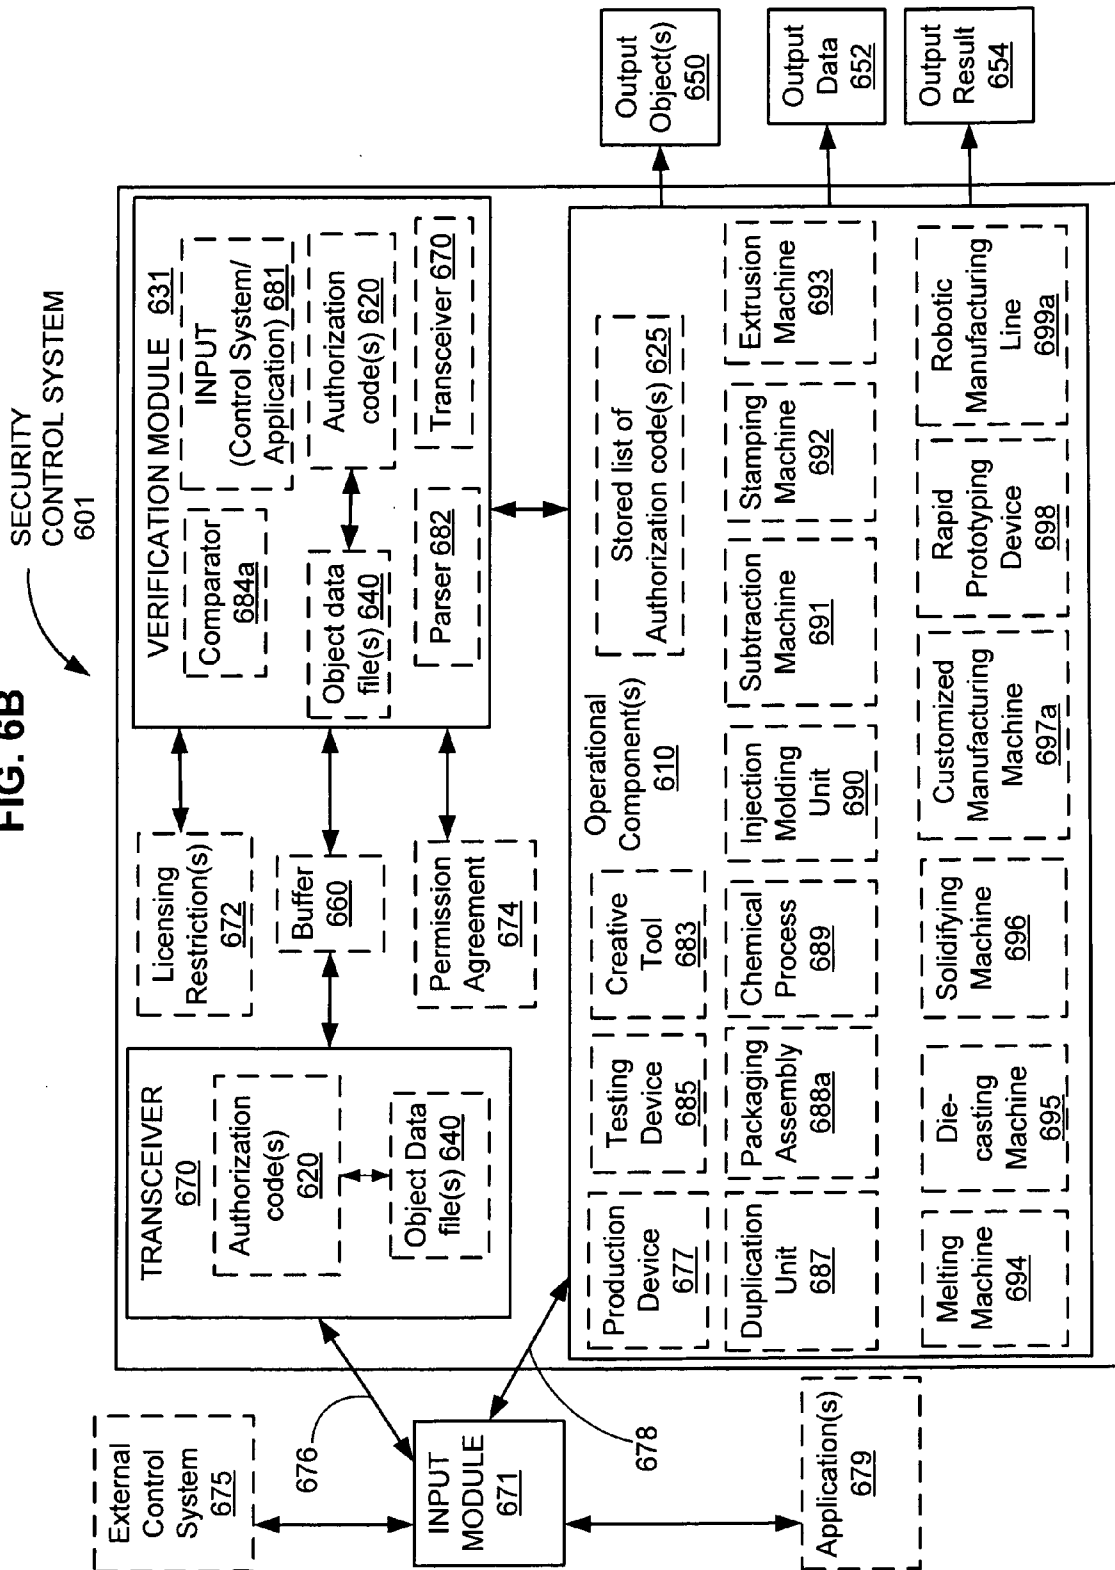 FIG. 6B
SECURITY
CONTROL SYSTEM
601
External
Control
System
675
676
INPUT
MODULE
671
678
Application(s)
679
TRANSCEIVER
670
Authorization
code(s)
620
Object Data
file(s) 640
Licensing
Restriction(s)
672
Buffer
660
Permission
Agreement
674
VERIFICATION MODULE 631
Comparator
684a
INPUT
(Control System/
Application) 681
Object data
file(s) 640
Authorization
code(s) 620
Parser 682
Transceiver 670
Production
Device
677
Testing
Device
685
Creative
Tool
683
Operational
Component(s)
610
Stored list of
Authorization code(s) 625
Duplication
Unit
687
Packaging
Assembly
688a
Chemical
Process
689
Injection
Molding
Unit
690
Subtraction
Machine
691
Stamping
Machine
692
Extrusion
Machine
693
Melting
Machine
694
Die-
casting
Machine
695
Solidifying
Machine
696
Customized
Manufacturing
Machine
697a
Rapid
Prototyping
Device
698
Robotic
Manufacturing
Line
699a
Output
Object(s)
650
Output
Data
652
Output
Result
654